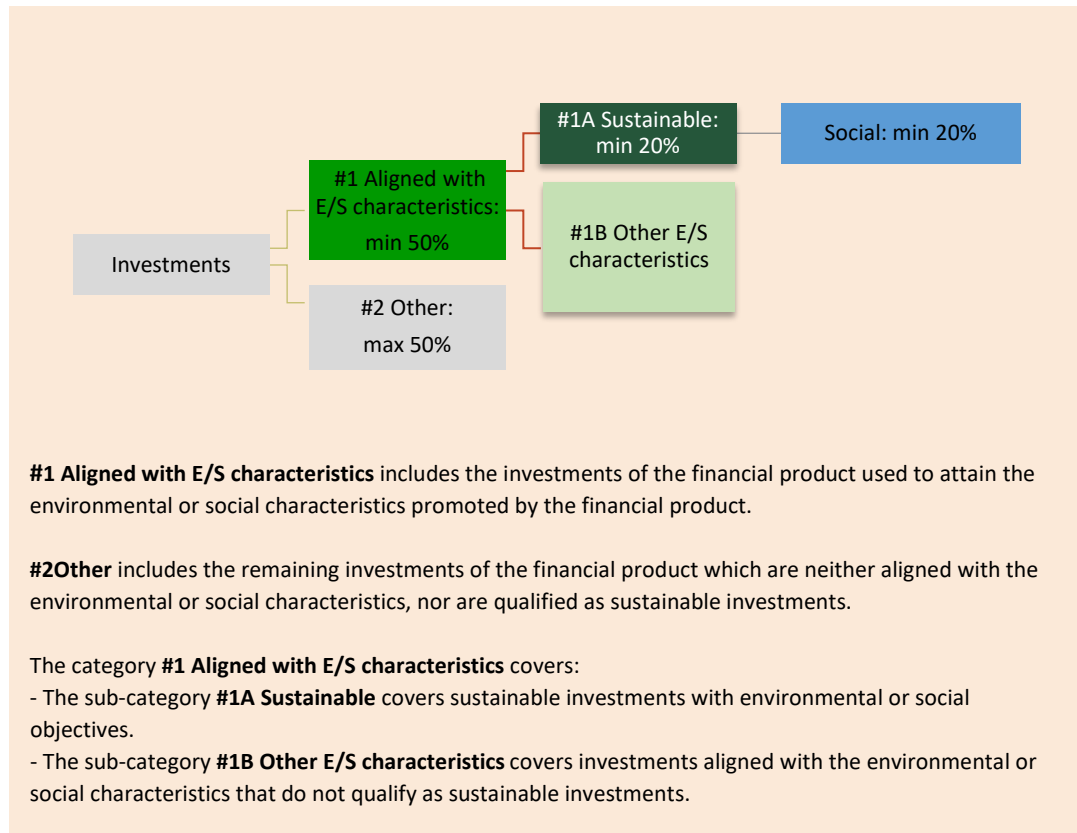 #1A Sustainable:
min 20%
Social: min 20%
#1 Aligned with
E/S characteristics:
min 50%
#1B Other E/S
characteristics
Investments
#2 Other:
max 50%
#1 Aligned with E/S characteristics includes the investments of the financial product used to attain the
environmental or social characteristics promoted by the financial product.
#2Other includes the remaining investments of the financial product which are neither aligned with the
environmental or social characteristics, nor are qualified as sustainable investments.
The category #1 Aligned with E/S characteristics covers:
- The sub-category #1A Sustainable covers sustainable investments with environmental or social
objectives.
- The sub-category #1B Other E/S characteristics covers investments aligned with the environmental or
social characteristics that do not qualify as sustainable investments.